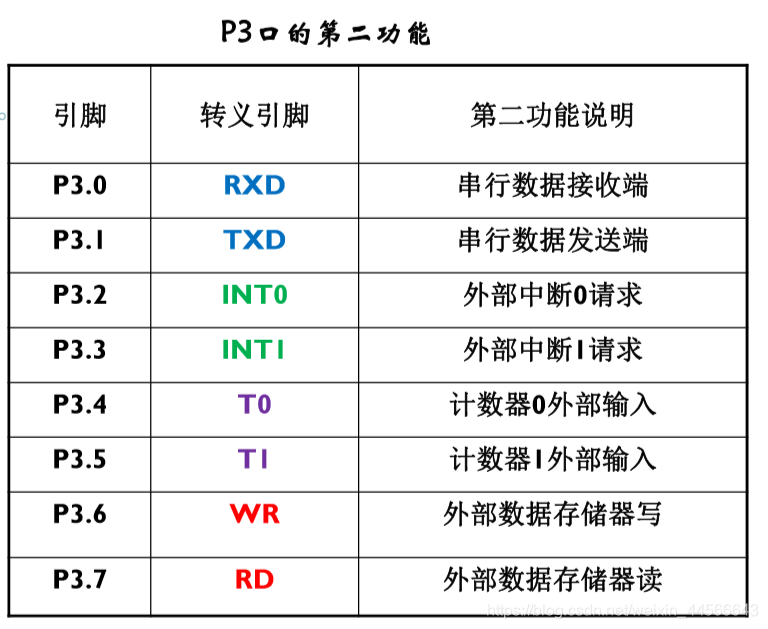 P3口的第二功能
引脚 转义引脚 第二功能说明
P3.0 RXD 串行数据接收端
P3.1 TXD 串行数据发送端
P3.2 INT0 外部中断0请求
P3.3 INT1 外部中断1请求
P3.4 T0 计数器0外部输入
P3.5 T1 计数器1外部输入
P3.6 WR 外部数据存储器写
P3.7 RD 外部数据存储器读
https://blog.csdn.net/weixin_44566643